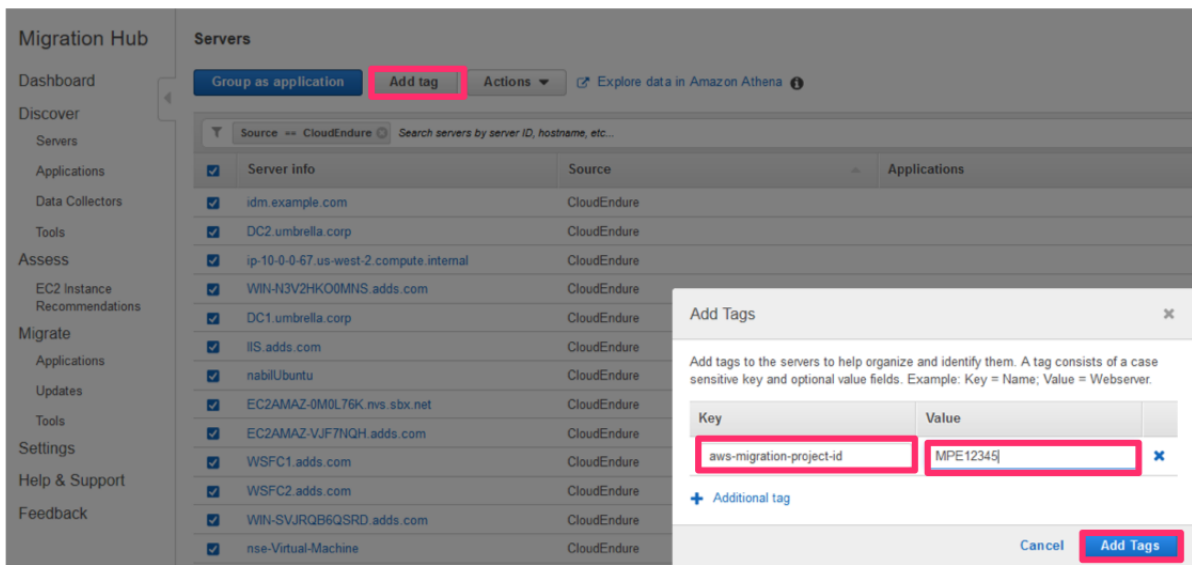 Migration Hub
Dashboard
Discover
Servers
Applications
Data Collectors
Tools
Assess
EC2 Instance
Recommendations
Migrate
Applications
Updates
Tools
Settings
Help & Support
Feedback
Servers
Group as application Add tag Actions Explore data in Amazon Athena
Source == CloudEndure Search servers by server ID, hostname, etc...
Server info Source Applications
idm.example.com CloudEndure
DC2.umbrella.corp CloudEndure
ip-10-0-0-67.us-west-2.compute.internal CloudEndure
WIN-N3V2HKO0MNS.adds.com CloudEndure
DC1.umbrella.corp CloudEndure
IIS.adds.com CloudEndure
nabilUbuntu CloudEndure
EC2AMAZ-0M0L76K.nvs.sbx.net CloudEndure
EC2AMAZ-VJF7NQH.adds.com CloudEndure
WSFC1.adds.com CloudEndure
WSFC2.adds.com CloudEndure
WIN-SVJRQB6QSRD.adds.com CloudEndure
nse-Virtual-Machine CloudEndure
Add Tags
Add tags to the servers to help organize and identify them. A tag consists of a case
sensitive key and optional value fields. Example: Key = Name; Value = Webserver.
Key Value
aws-migration-project-id MPE12345
Additional tag
Cancel Add Tags